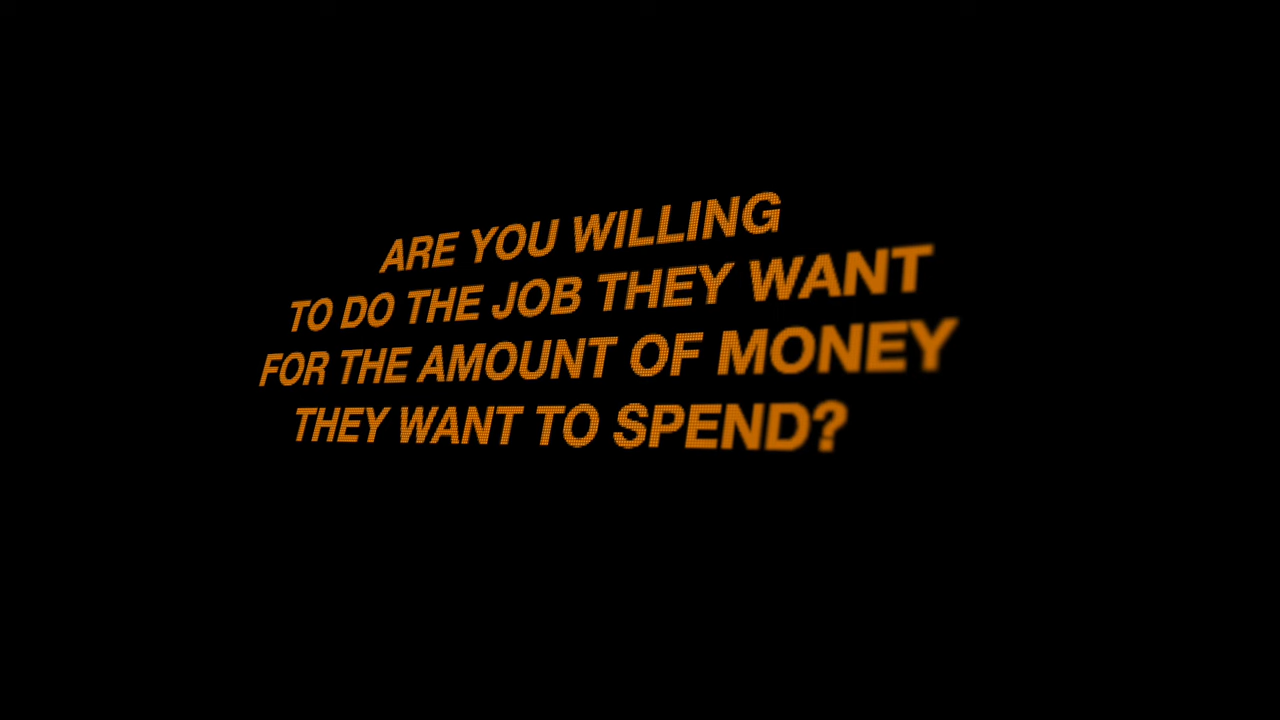 ARE YOU WILLING
TO DO THE JOB THEY WANT
FOR THE AMOUNT OF MONEY
THEY WANT TO SPEND?